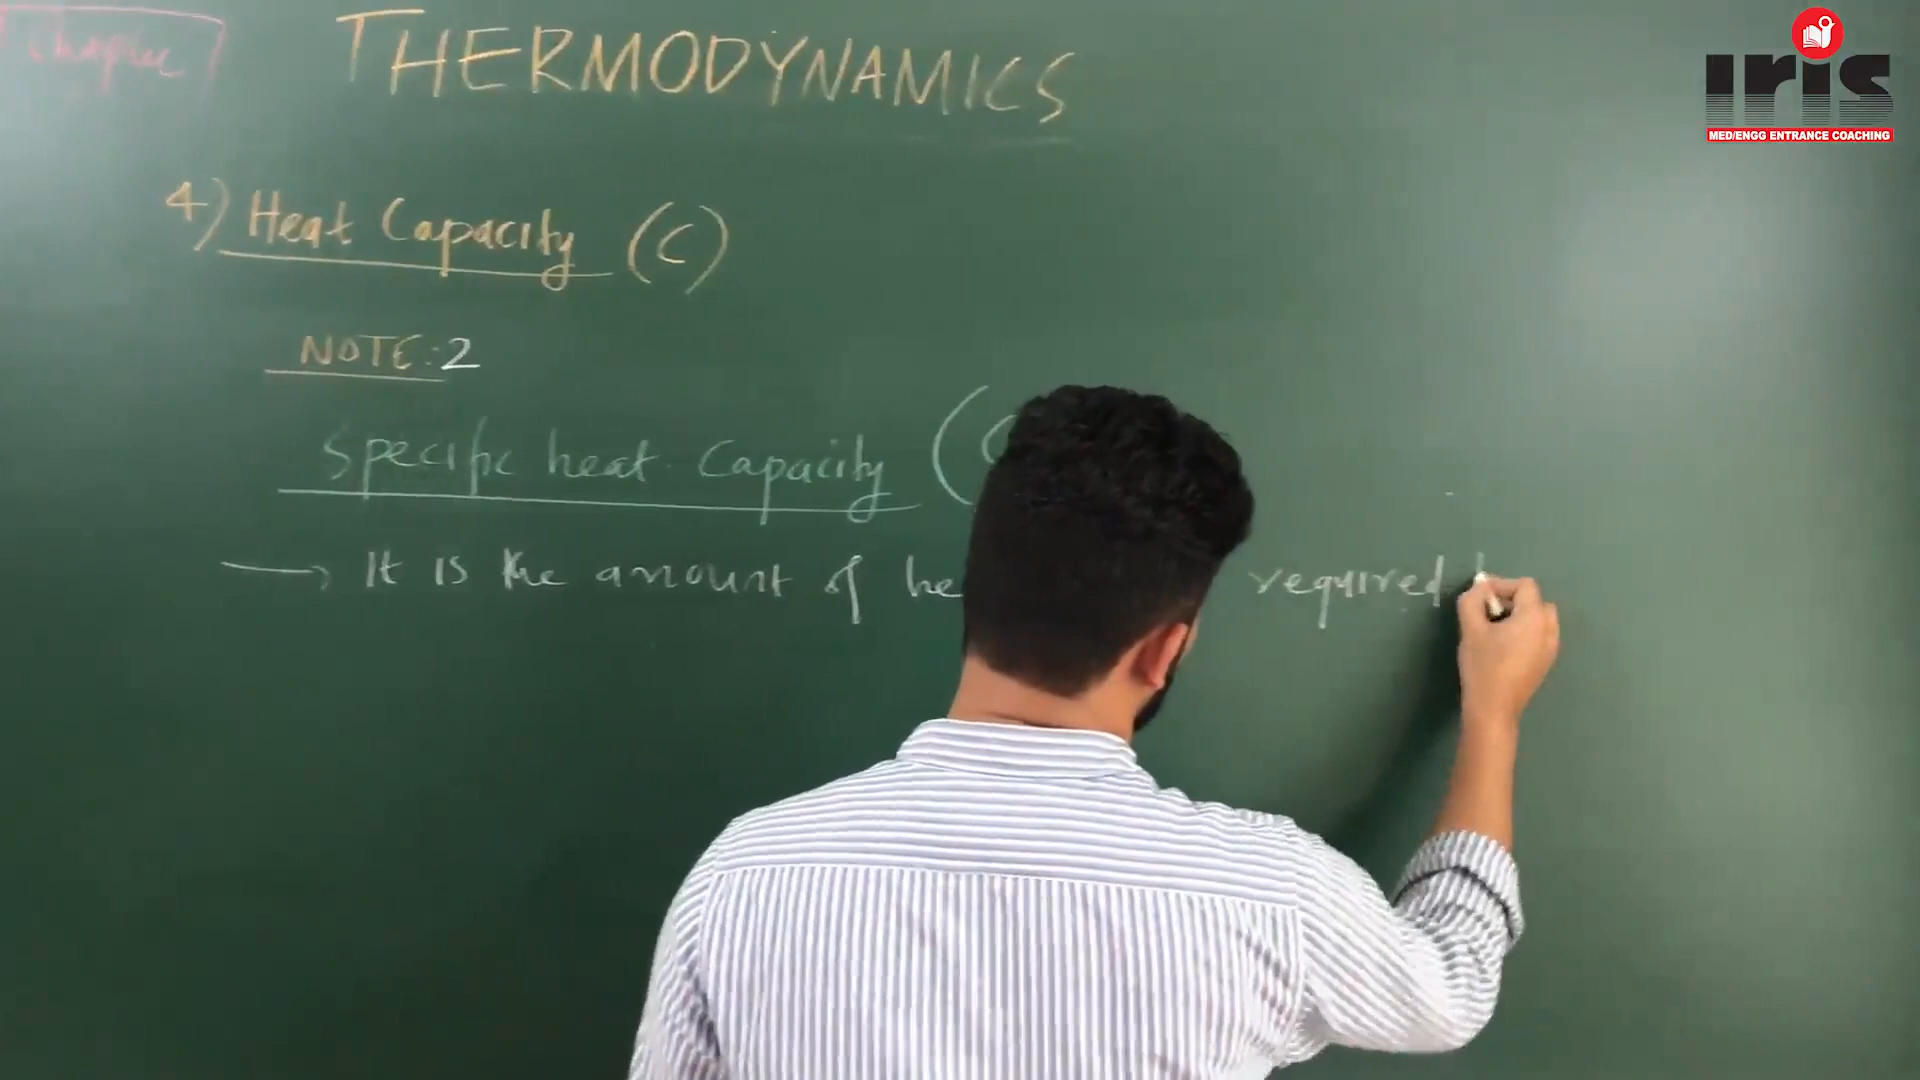 Chapter
THERMODYNAMICS
iris
MED/ENGG ENTRANCE COACHING
4) Heat Capacity (C)
NOTE:2
Specific heat capacity (
→ It is the amount of he required